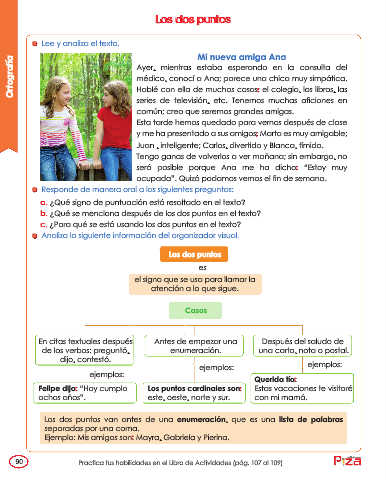 Los dos puntos
Ortografía
Lee y analiza el texto.
Mi nueva amiga Ana
Ayer, mientras estaba esperando en la consulta del
médico, conocí a Ana; parece una chica muy simpática.
Hablé con ella de muchas cosas: el colegio, los libros, las
series de televisión, etc. Tenemos muchas aficiones en
común; creo que seremos grandes amigas.
Esta tarde hemos quedado para vernos después de clase
y me ha presentado a sus amigos: Marta es muy amigable;
Juan , inteligente; Carlos, divertido y Blanca, tímida.
Tengo ganas de volverlos a ver mañana; sin embargo, no
será posible porque Ana me ha dicho: “Estoy muy
ocupada”. Quizá podamos vernos el fin de semana.
Responde de manera oral a las siguientes preguntas:
a. ¿Qué signo de puntuación está resaltado en el texto?
b. ¿Qué se menciona después de los dos puntos en el texto?
c. ¿Para qué se está usando los dos puntos en el texto?
Analiza la siguiente información del organizador visual.
Los dos puntos
es
el signo que se usa para llamar la
atención a lo que sigue.
Casos
En citas textuales después
de los verbos: preguntó,
dijo, contestó.
Antes de empezar una
enumeración.
Después del saludo de
una carta, nota o postal.
ejemplos:
ejemplos:
ejemplos:
Felipe dijo: “Hoy cumplo
ochos años”.
Los puntos cardinales son:
este, oeste, norte y sur.
Querida tía:
Estas vacaciones te visitaré
con mi mamá.
Los dos puntos van antes de una enumeración, que es una lista de palabras
separadas por una coma.
Ejemplo: Mis amigas son: Mayra, Gabriela y Pierina.
90
Practica tus habilidades en el Libro de Actividades (pág. 107 al 109)